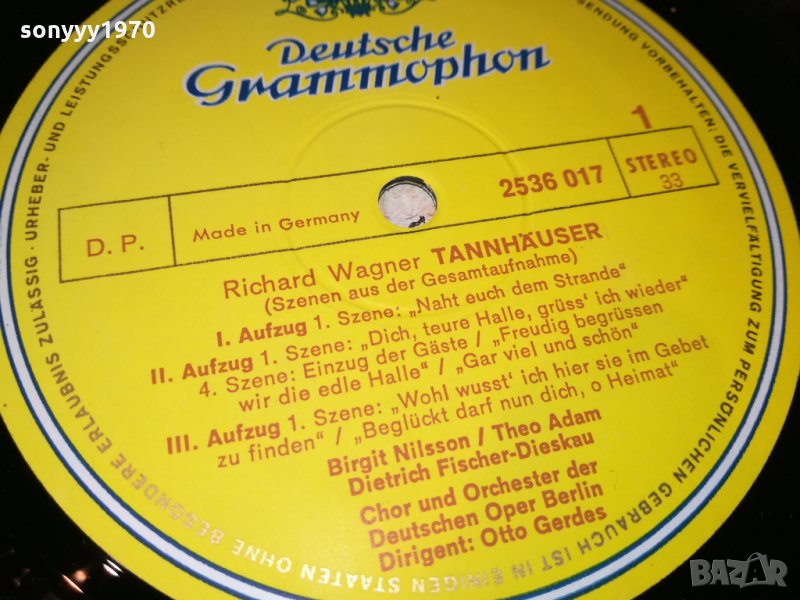 sonyyy1970
Deutsche
Grammophon
1
D. P.
Made in Germany
2536 017
STEREO
33
Richard Wagner TANNHÄUSER
(Szenen aus der Gesamtaufnahme)
I. Aufzug 1. Szene: „Naht euch dem Strande“
II. Aufzug 1. Szene: „Dich, teure Halle, grüss' ich wieder“
4. Szene: Einzug der Gäste / „Freudig begrüssen
wir die edle Halle“ / „Gar viel und schön“
III. Aufzug 1. Szene: „Wohl wusst' ich hier sie im Gebet
zu finden“ / „Beglückt darf nun dich, o Heimat“
Birgit Nilsson / Theo Adam
Dietrich Fischer-Dieskau
Chor und Orchester der
Deutschen Oper Berlin
Dirigent: Otto Gerdes
SENDUNG VORBEHALTEN; DIE VERVIELFÄLTIGUNG ZUM PERSÖNLICHEN GEBRAUCH IST IN EINIGEN STAATEN OHNE BESONDERE ERLAUBNIS ZULÄSSIG · URHEBER- UND LEISTUNGSSCHUTZRE
BAZAR